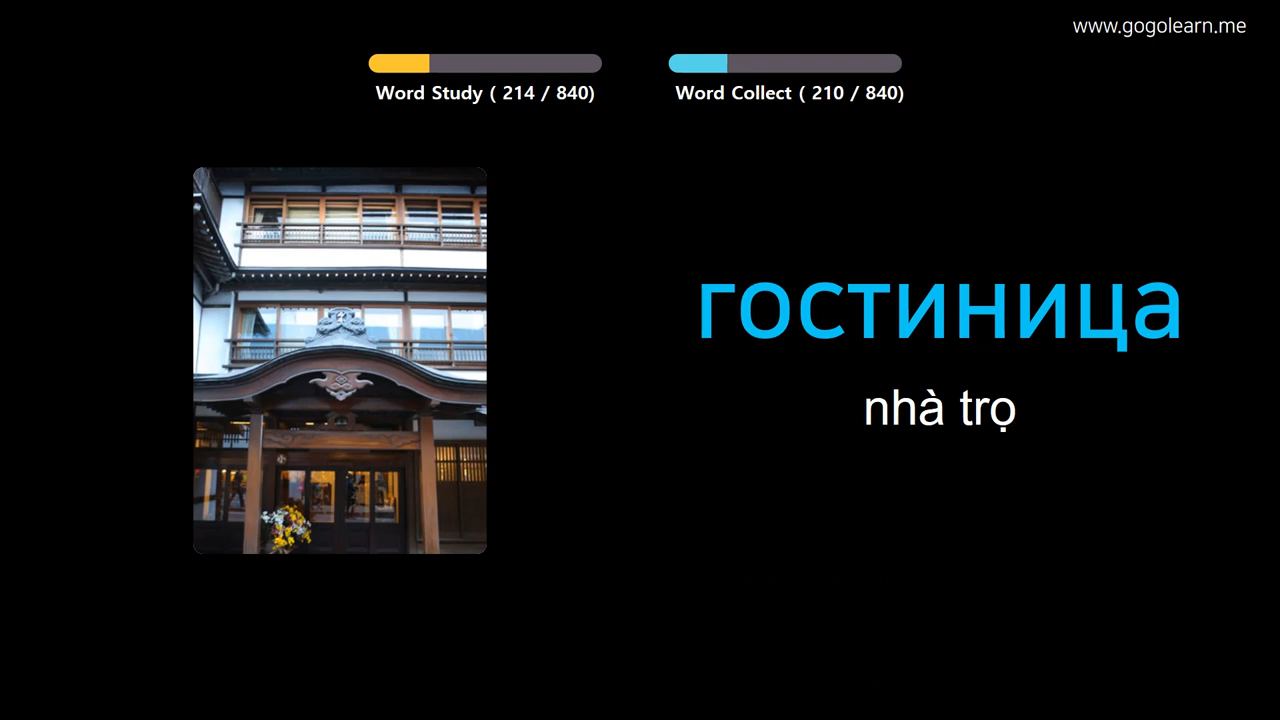 www.gogolearn.me
Word Study ( 214 / 840)
Word Collect ( 210 / 840)
гостиница
nhà trọ